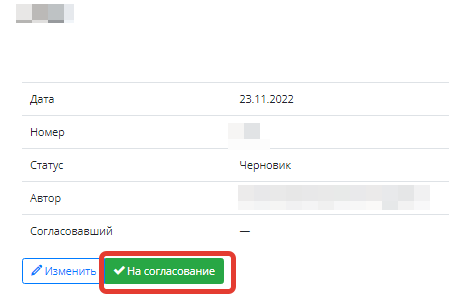 Дата 23.11.2022
Номер
Статус Черновик
Автор
Согласовавший —
Изменить На согласование